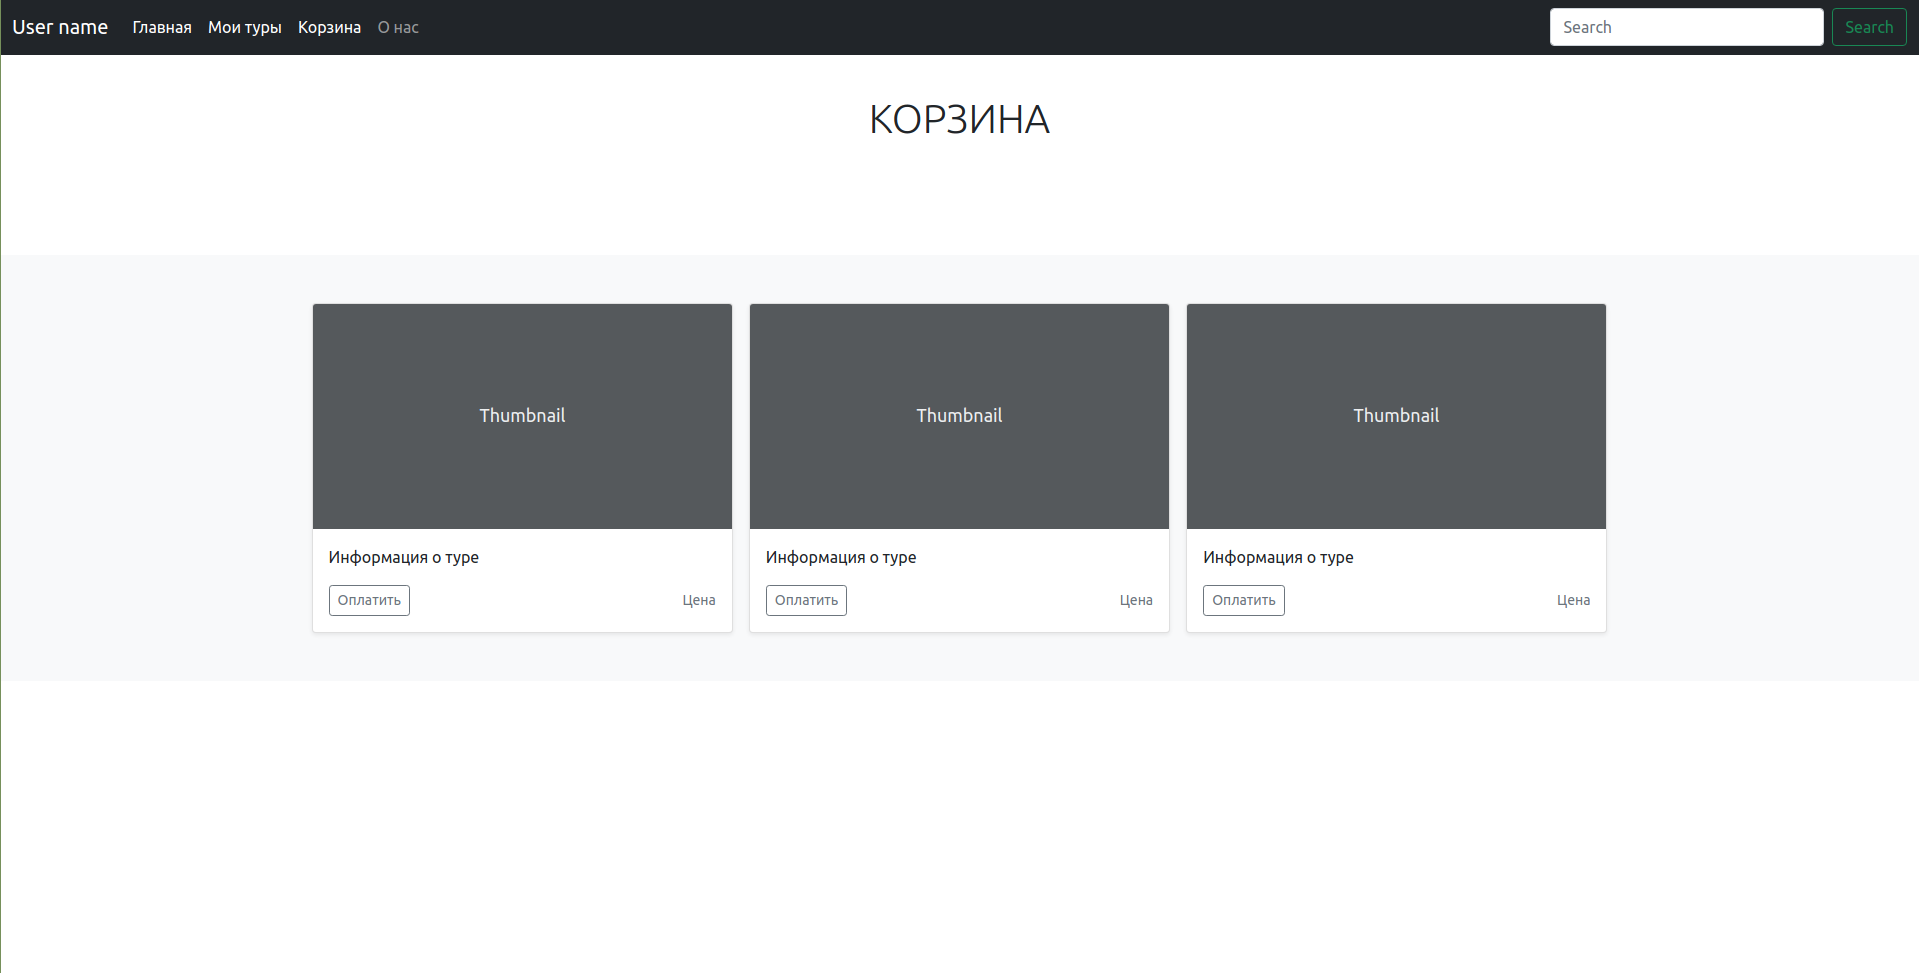 User name Главная Мои туры Корзина О нас Search Search
КОРЗИНА
Thumbnail Thumbnail Thumbnail
Информация о туре Информация о туре Информация о туре
Оплатить Цена Оплатить Цена Оплатить Цена